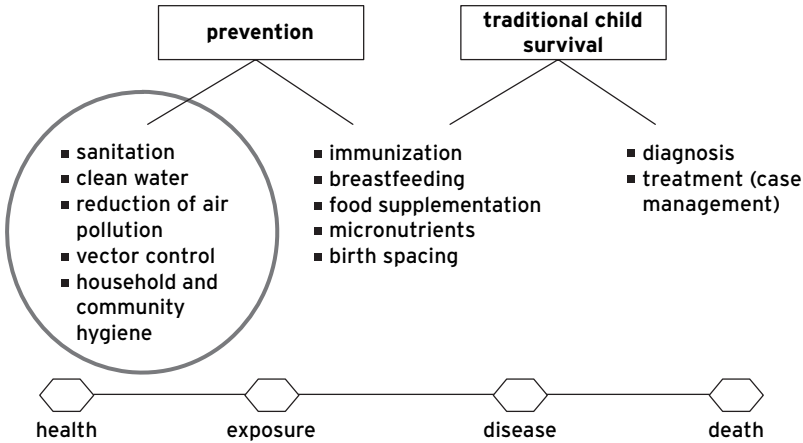 prevention
traditional child
survival
▪ sanitation
▪ clean water
▪ reduction of air
pollution
▪ vector control
▪ household and
community
hygiene
▪ immunization
▪ breastfeeding
▪ food supplementation
▪ micronutrients
▪ birth spacing
▪ diagnosis
▪ treatment (case
management)
health
exposure
disease
death